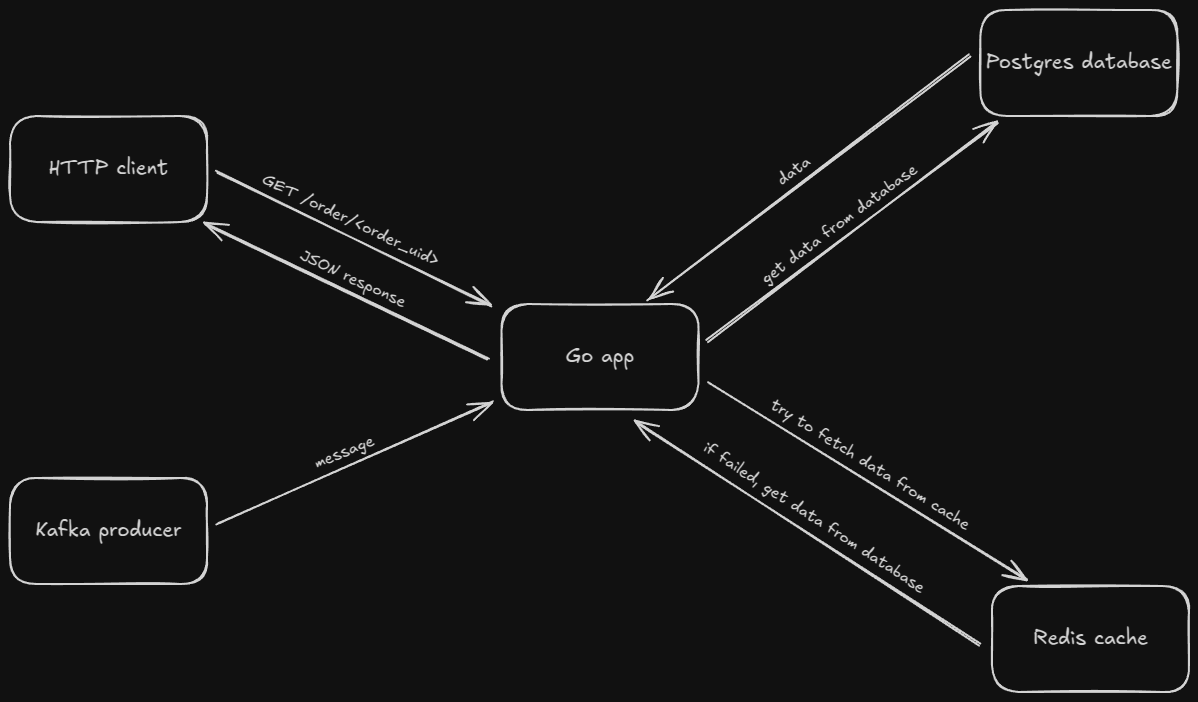 Postgres database
HTTP client
GET /order/<order_uid>
JSON response
data
get data from database
Go app
message
Kafka producer
try to fetch data from cache
if failed, get data from database
Redis cache